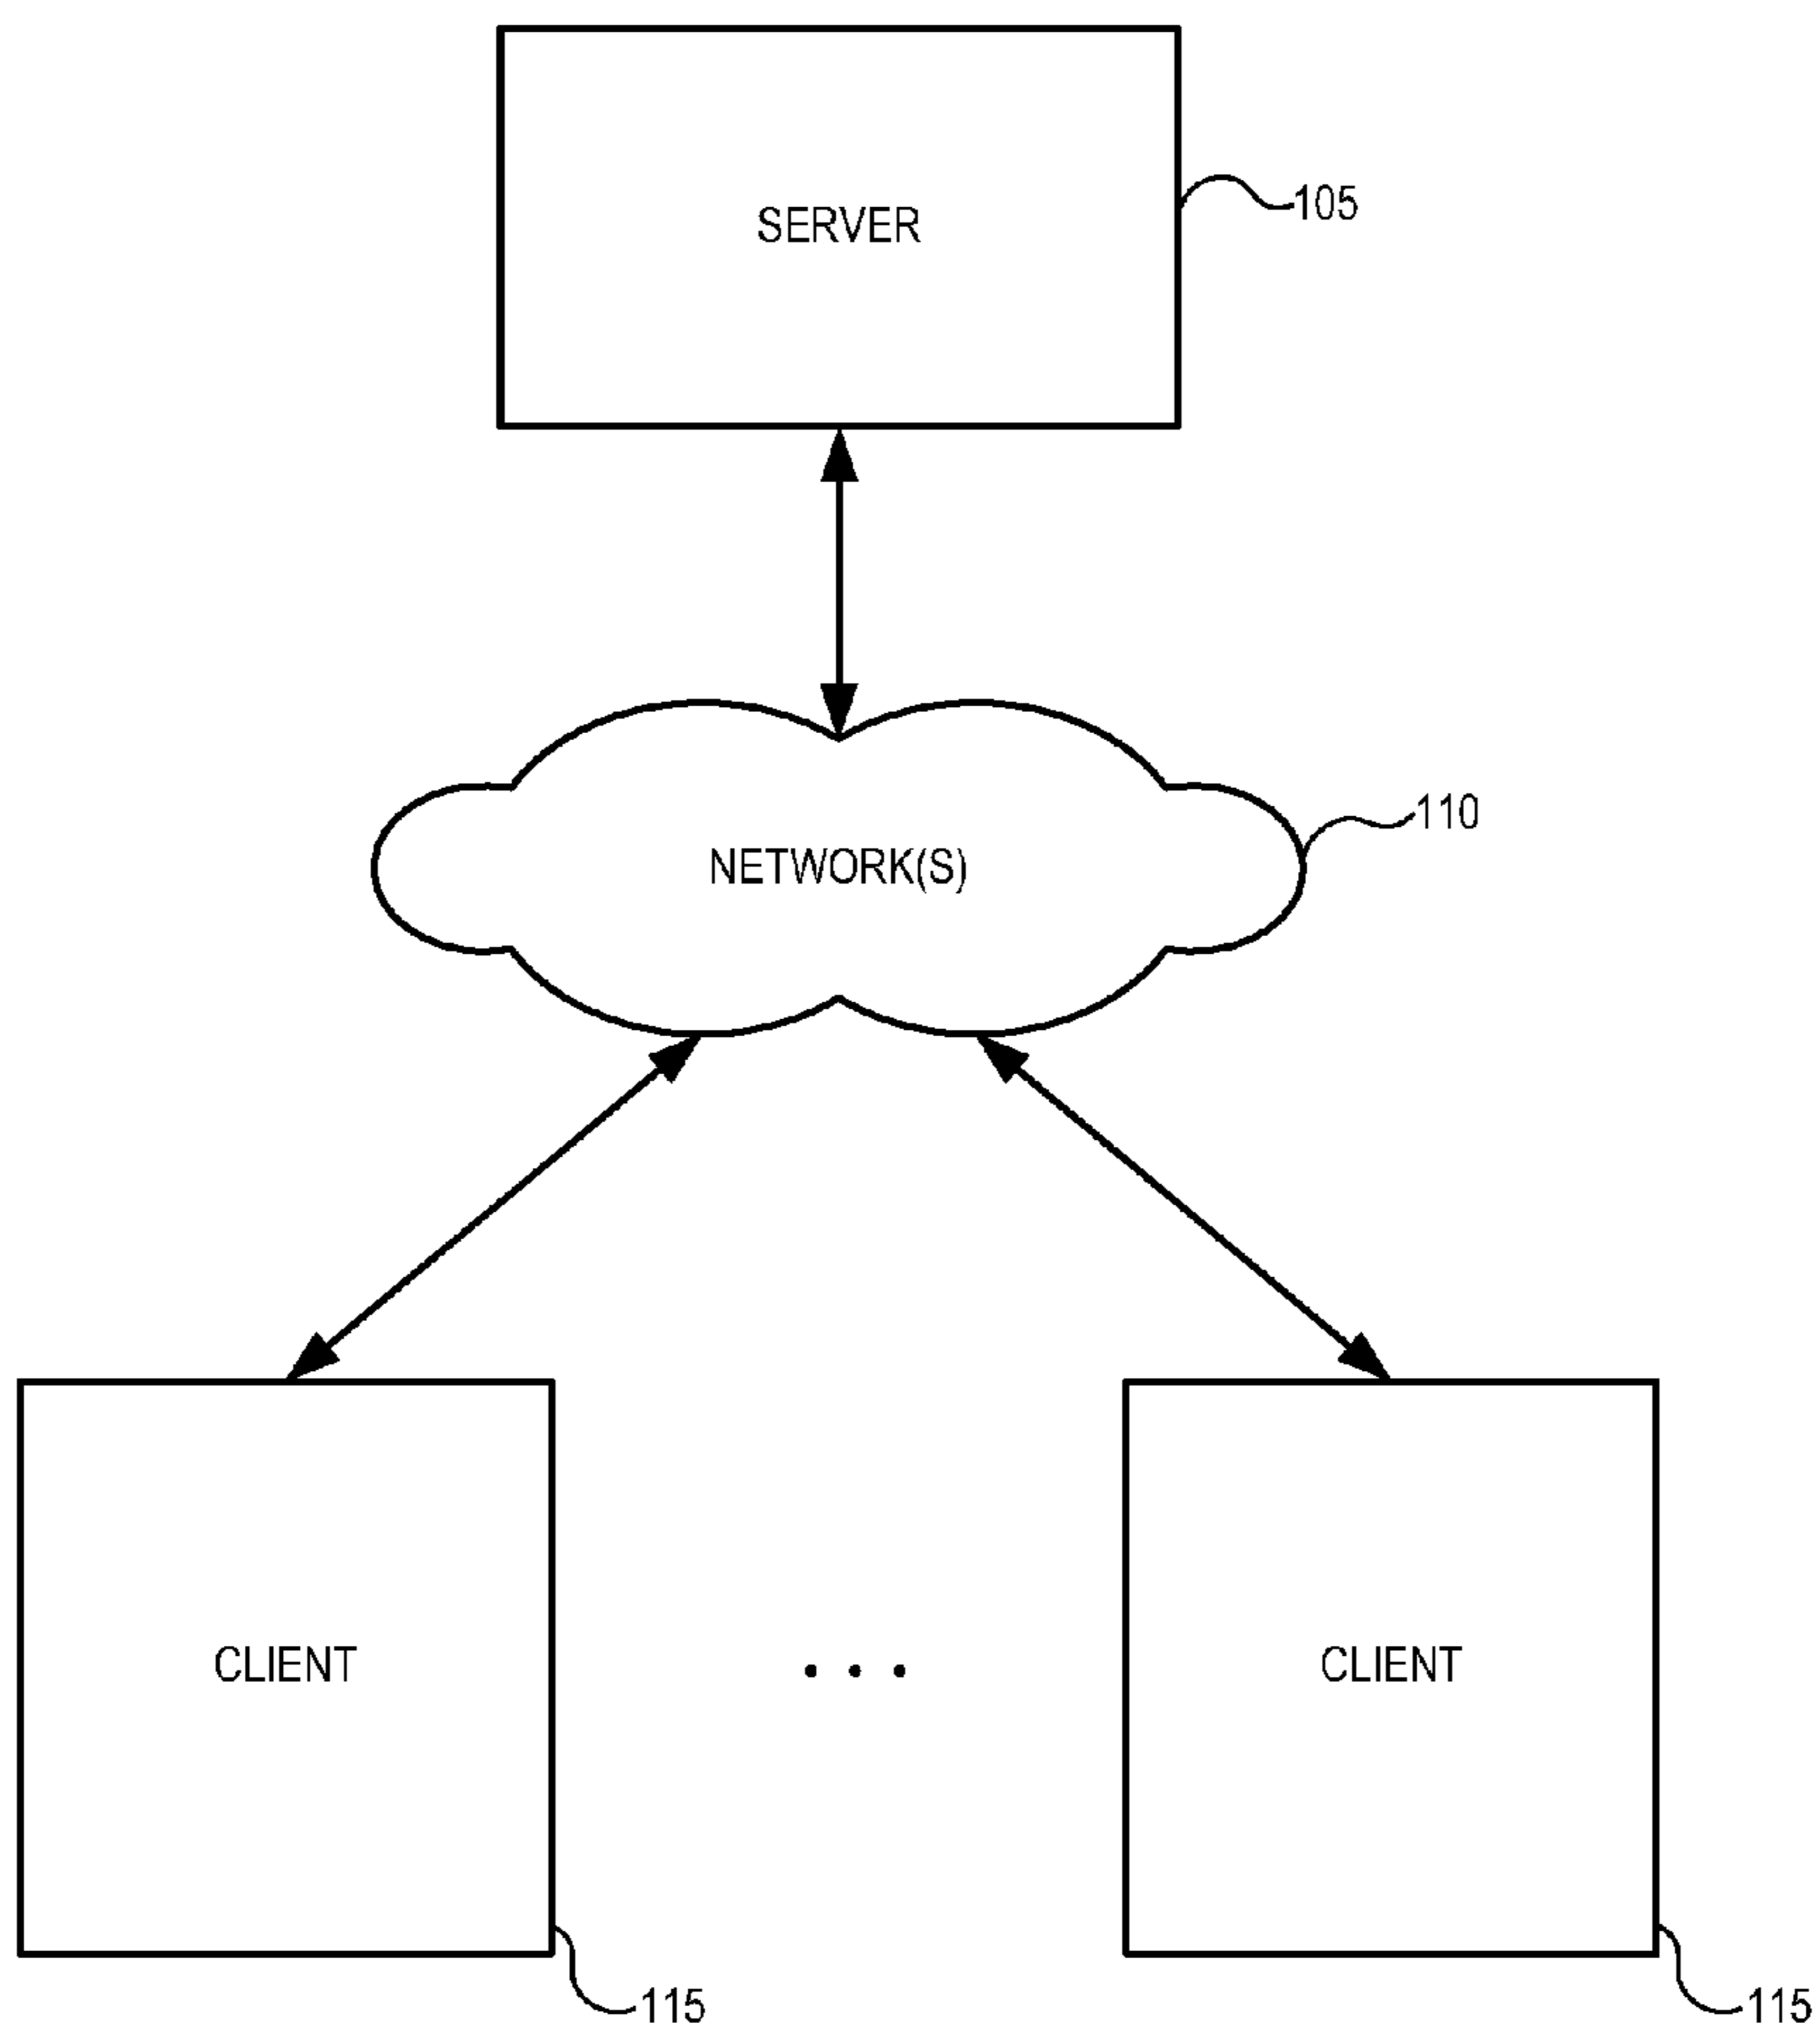 SERVER
105
NETWORK(S)
110
CLIENT
. . .
CLIENT
115
115